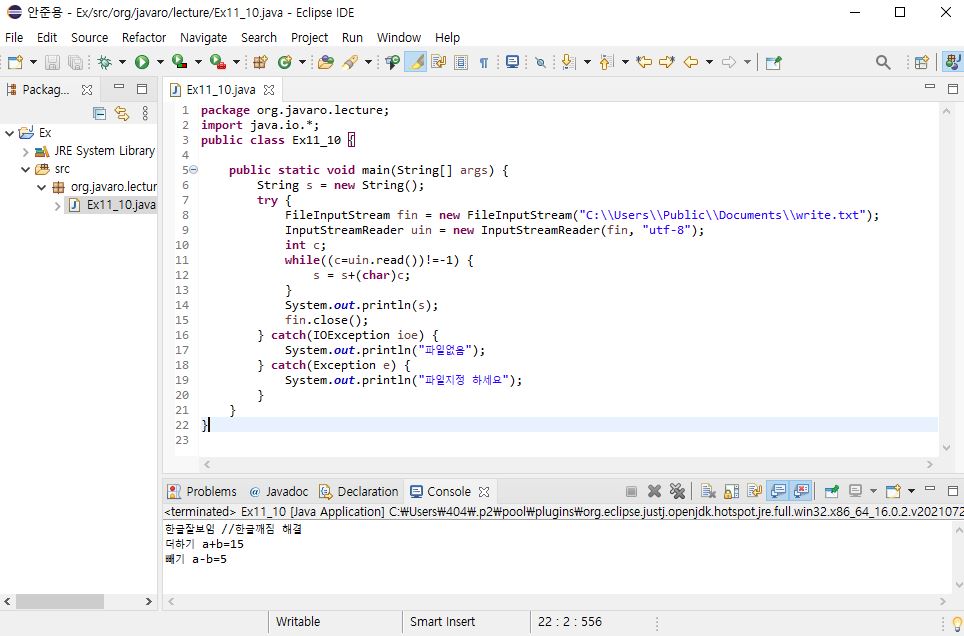 안준용 - Ex/src/org/javaro/lecture/Ex11_10.java - Eclipse IDE
File Edit Source Refactor Navigate Search Project Run Window Help
Packag...
Ex
JRE System Library
src
org.javaro.lectur
Ex11_10.java
Ex11_10.java
1 package org.javaro.lecture;
2 import java.io.*;
3 public class Ex11_10 {
4
5 public static void main(String[] args) {
6 String s = new String();
7 try {
8 FileInputStream fin = new FileInputStream("C:\\Users\\Public\\Documents\\write.txt");
9 InputStreamReader uin = new InputStreamReader(fin, "utf-8");
10 int c;
11 while((c=uin.read())!=-1) {
12 s = s+(char)c;
13 }
14 System.out.println(s);
15 fin.close();
16 } catch(IOException ioe) {
17 System.out.println("파일없음");
18 } catch(Exception e) {
19 System.out.println("파일지정 하세요");
20 }
21 }
22 }
23
Problems @ Javadoc Declaration Console
<terminated> Ex11_10 [Java Application] C:₩Users₩404₩.p2₩pool₩plugins₩org.eclipse.justj.openjdk.hotspot.jre.full.win32.x86_64_16.0.2.v2021072
한글잘보임 //한글깨짐 해결
더하기 a+b=15
빼기 a-b=5
Writable Smart Insert 22 : 2 : 556